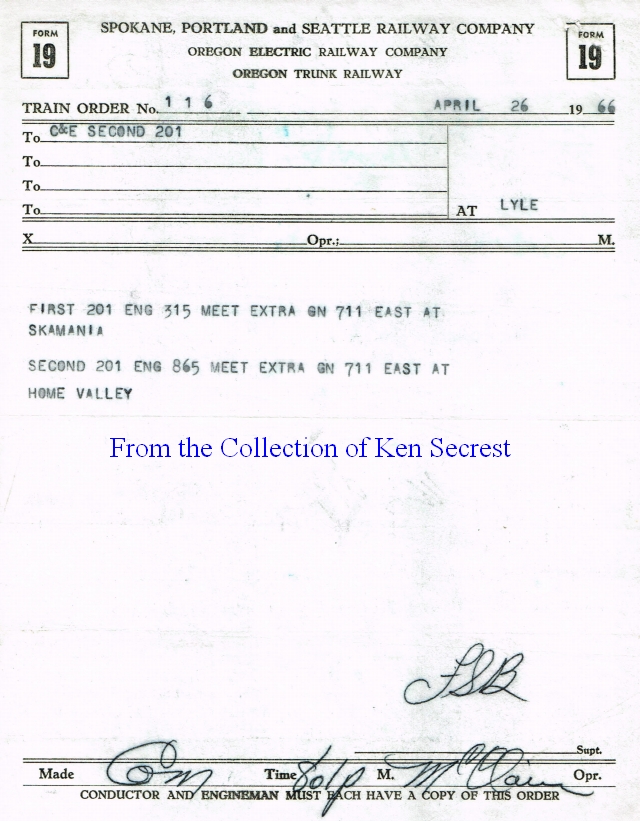 FORM 19
SPOKANE, PORTLAND and SEATTLE RAILWAY COMPANY
OREGON ELECTRIC RAILWAY COMPANY
OREGON TRUNK RAILWAY
FORM 19
TRAIN ORDER No. 116 APRIL 26 1966
To C&E SECOND 201
To
To
To
AT LYLE
X Opr.; M.
FIRST 201 ENG 315 MEET EXTRA GN 711 EAST AT
SKAMANIA
SECOND 201 ENG 865 MEET EXTRA GN 711 EAST AT
HOME VALLEY
From the Collection of Ken Secrest
FSB
Supt.
Made Com Time 801p M. McClain Opr.
CONDUCTOR AND ENGINEMAN MUST EACH HAVE A COPY OF THIS ORDER